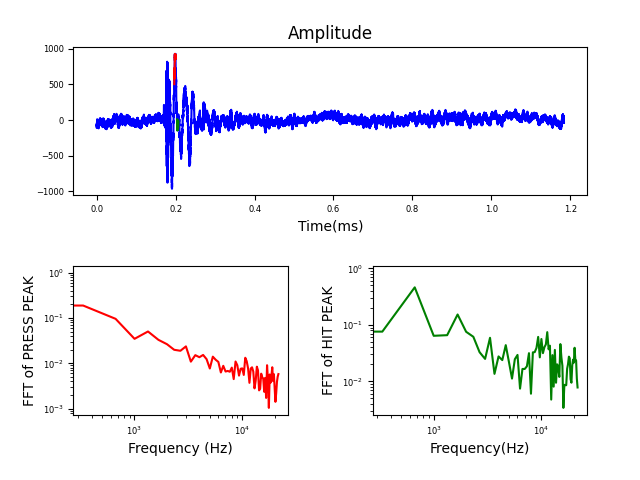 Amplitude
1000
500
0
−500
−1000
0.0 0.2 0.4 0.6 0.8 1.0 1.2
Time(ms)
FFT of PRESS PEAK
10⁰
10⁻¹
10⁻²
10⁻³
10³ 10⁴
Frequency (Hz)
FFT of HIT PEAK
10⁰
10⁻¹
10⁻²
10³ 10⁴
Frequency(Hz)